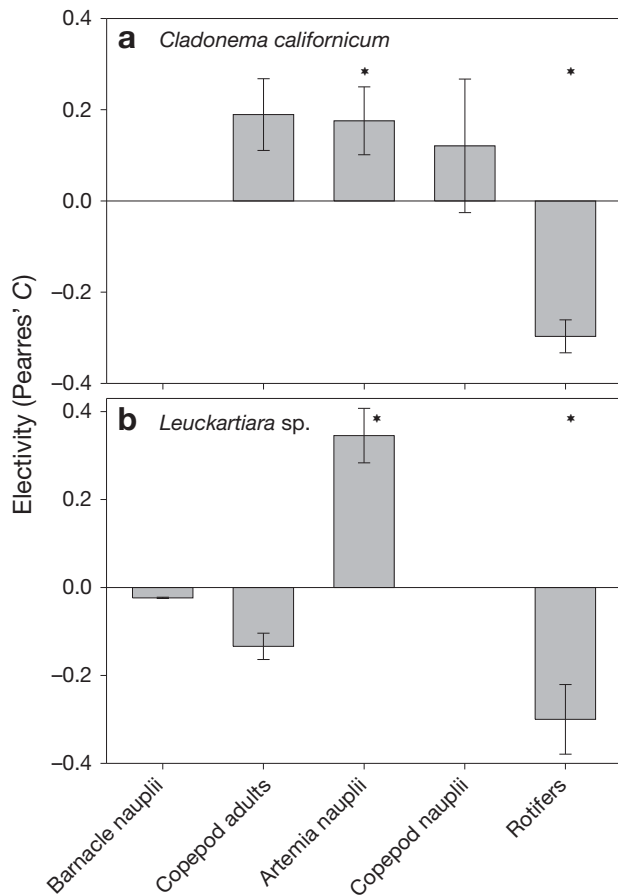 a Cladonema californicum
0.4
0.2
0.0
–0.2
–0.4
* *
b Leuckartiara sp.
0.4
0.2
0.0
–0.2
–0.4
* *
Electivity (Pearres' C)
Barnacle nauplii
Copepod adults
Artemia nauplii
Copepod nauplii
Rotifers